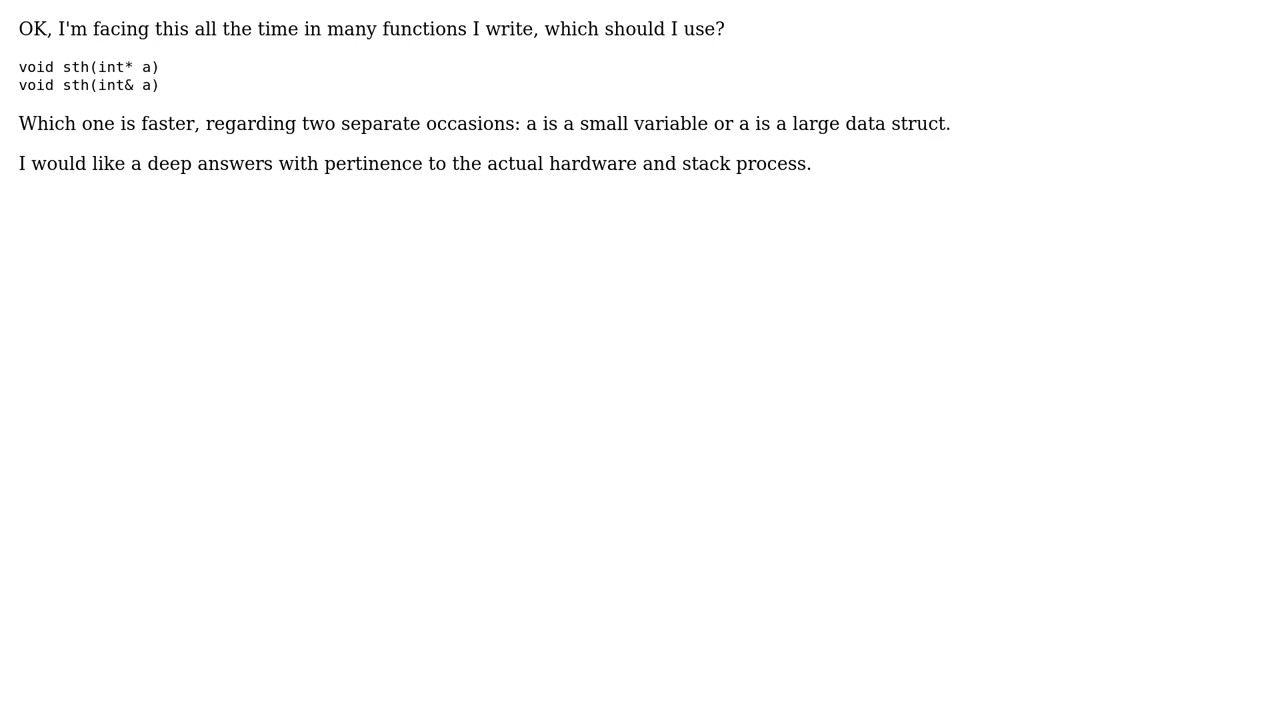 OK, I'm facing this all the time in many functions I write, which should I use?
void sth(int* a)
void sth(int& a)
Which one is faster, regarding two separate occasions: a is a small variable or a is a large data struct.
I would like a deep answers with pertinence to the actual hardware and stack process.